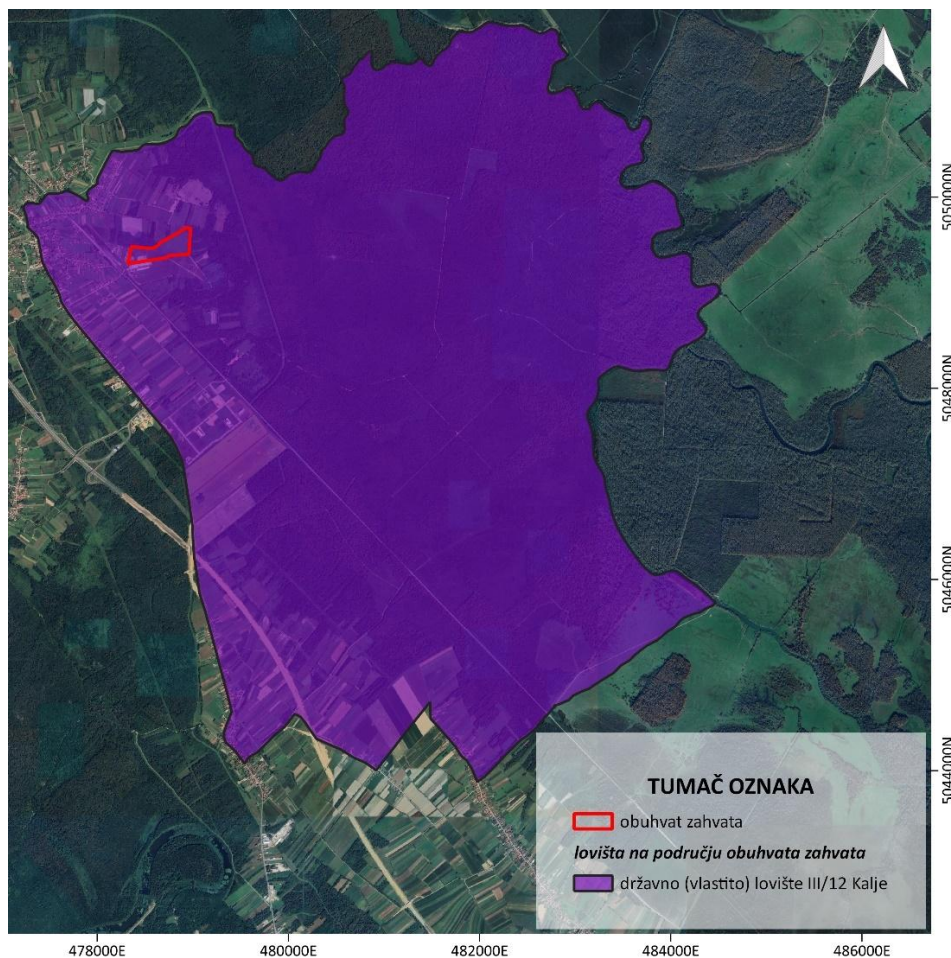 5050000N
5048000N
5046000N
5044000N
TUMAČ OZNAKA
obuhvat zahvata
lovišta na području obuhvata zahvata
državno (vlastito) lovište III/12 Kalje
478000E
480000E
482000E
484000E
486000E